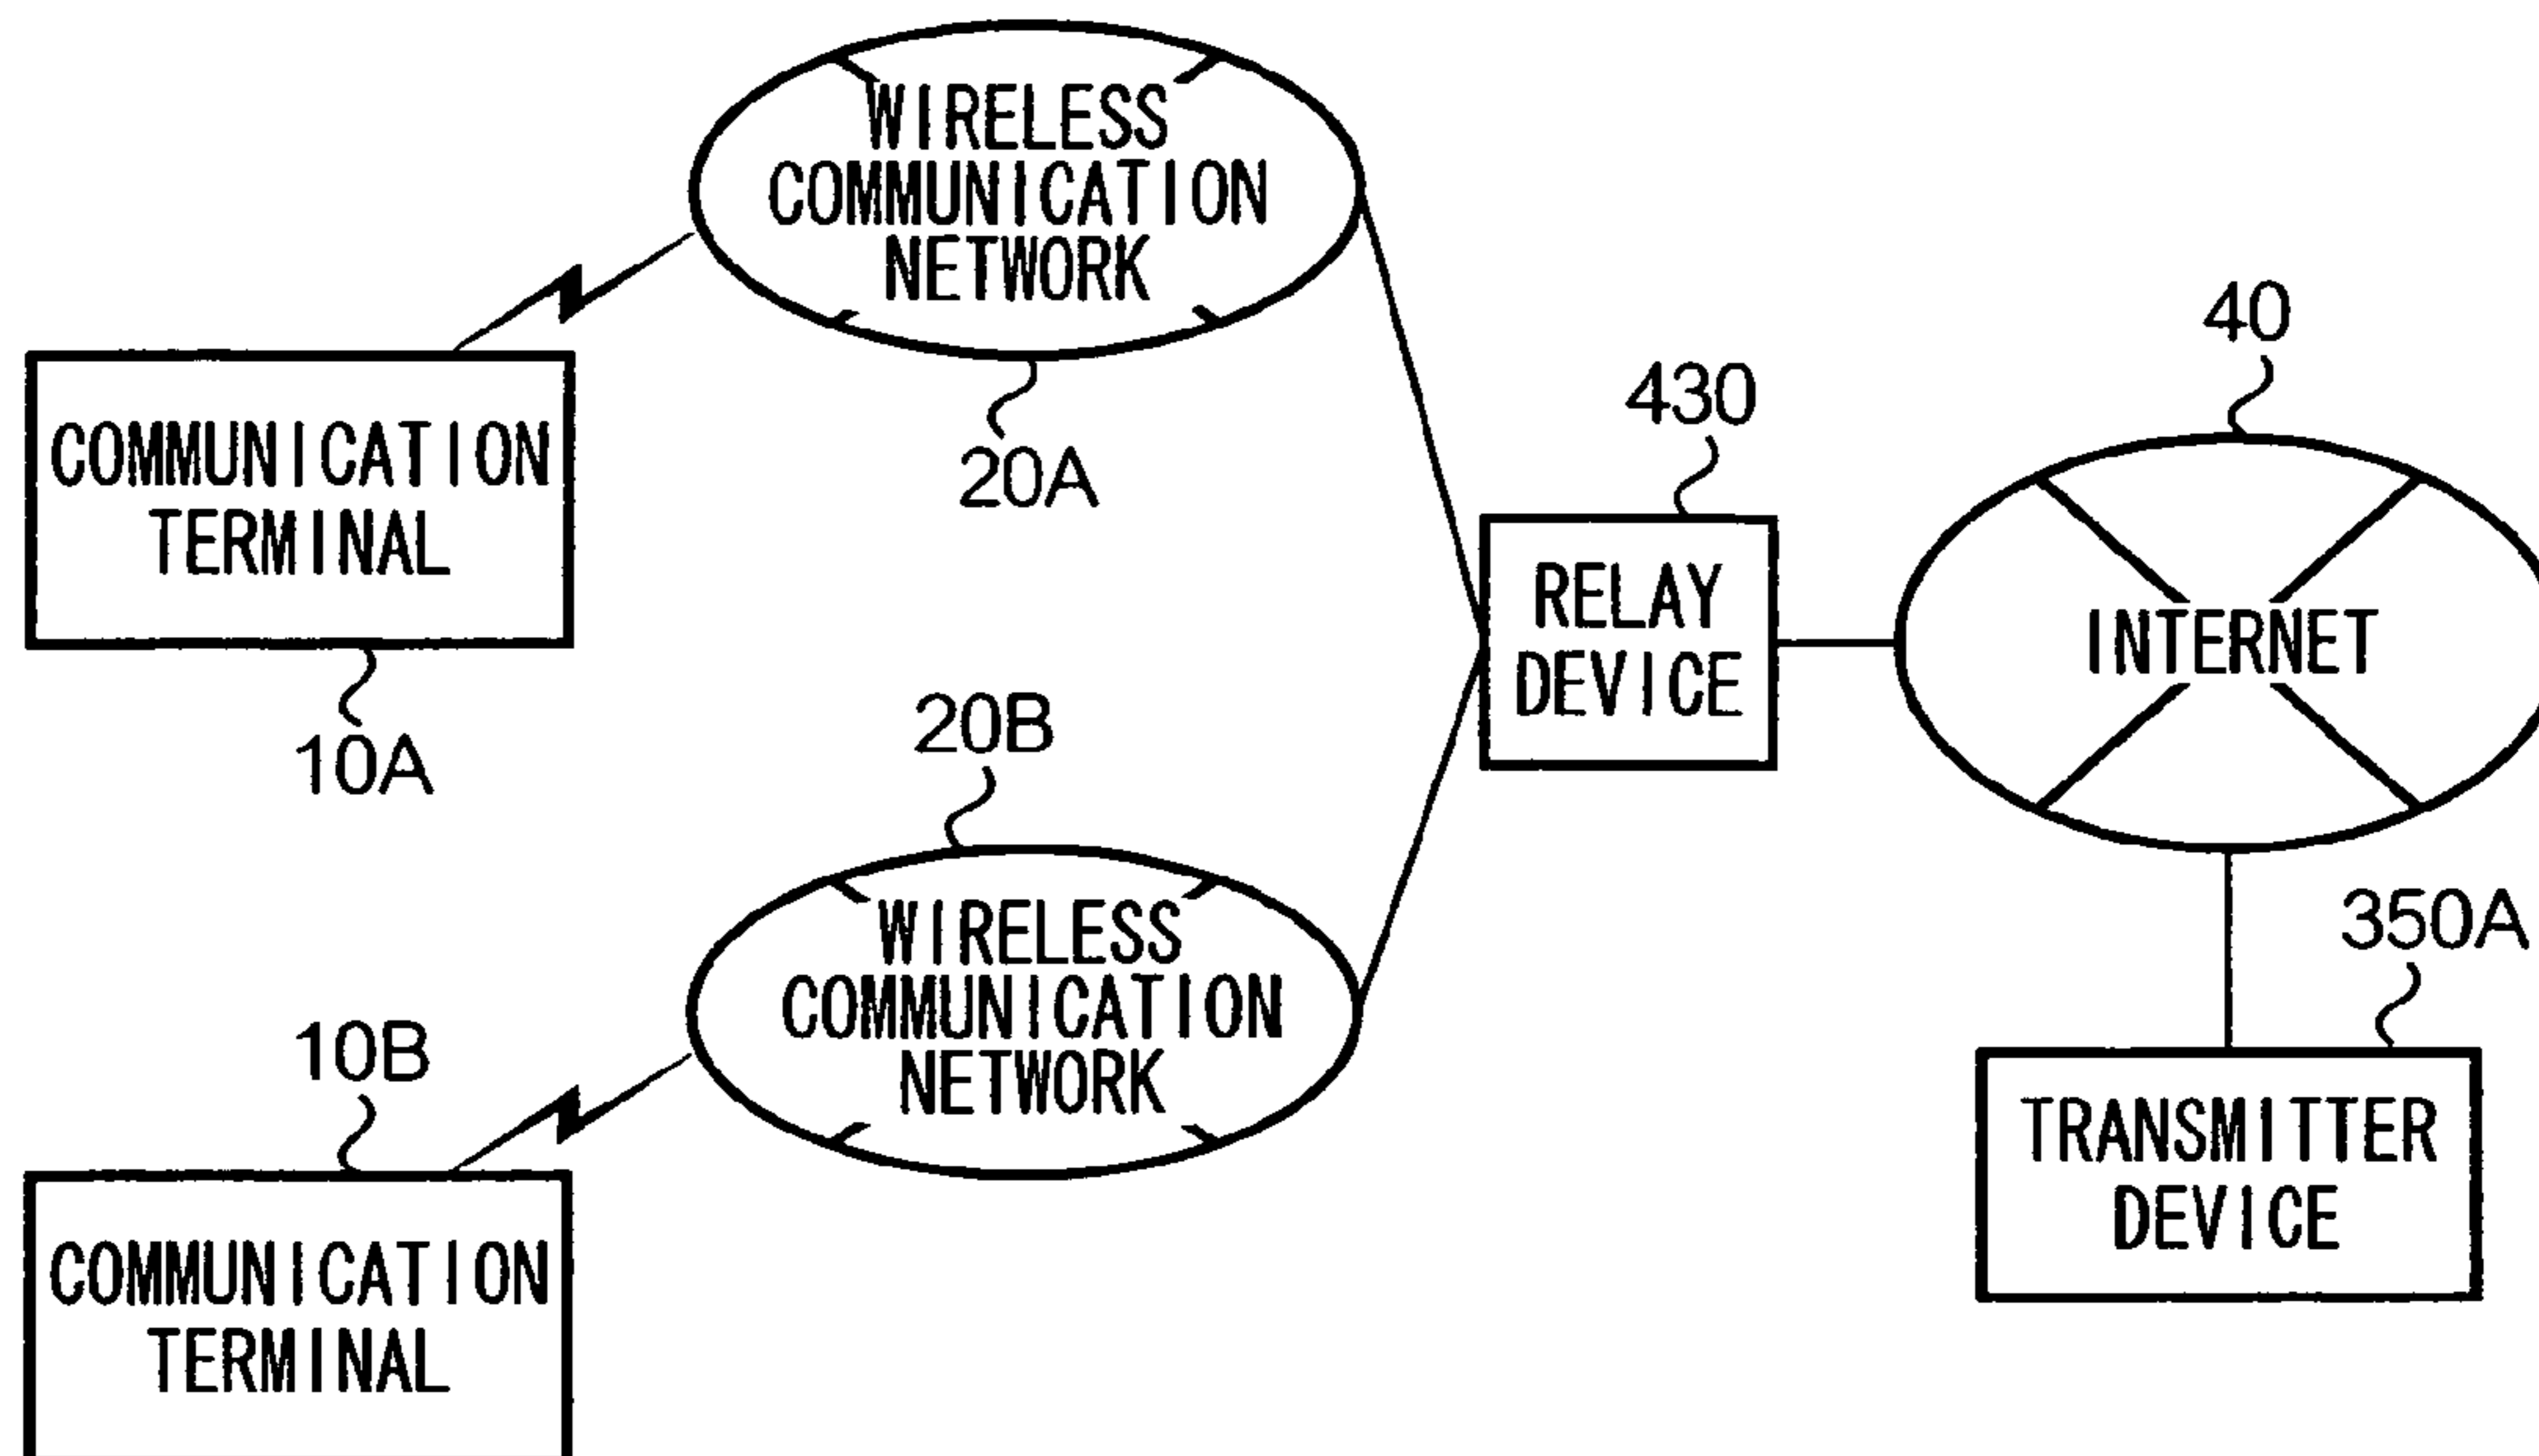 WIRELESS
COMMUNICATION
NETWORK
20A
COMMUNICATION
TERMINAL
10A
430
RELAY
DEVICE
40
INTERNET
20B
WIRELESS
COMMUNICATION
NETWORK
10B
COMMUNICATION
TERMINAL
350A
TRANSMITTER
DEVICE